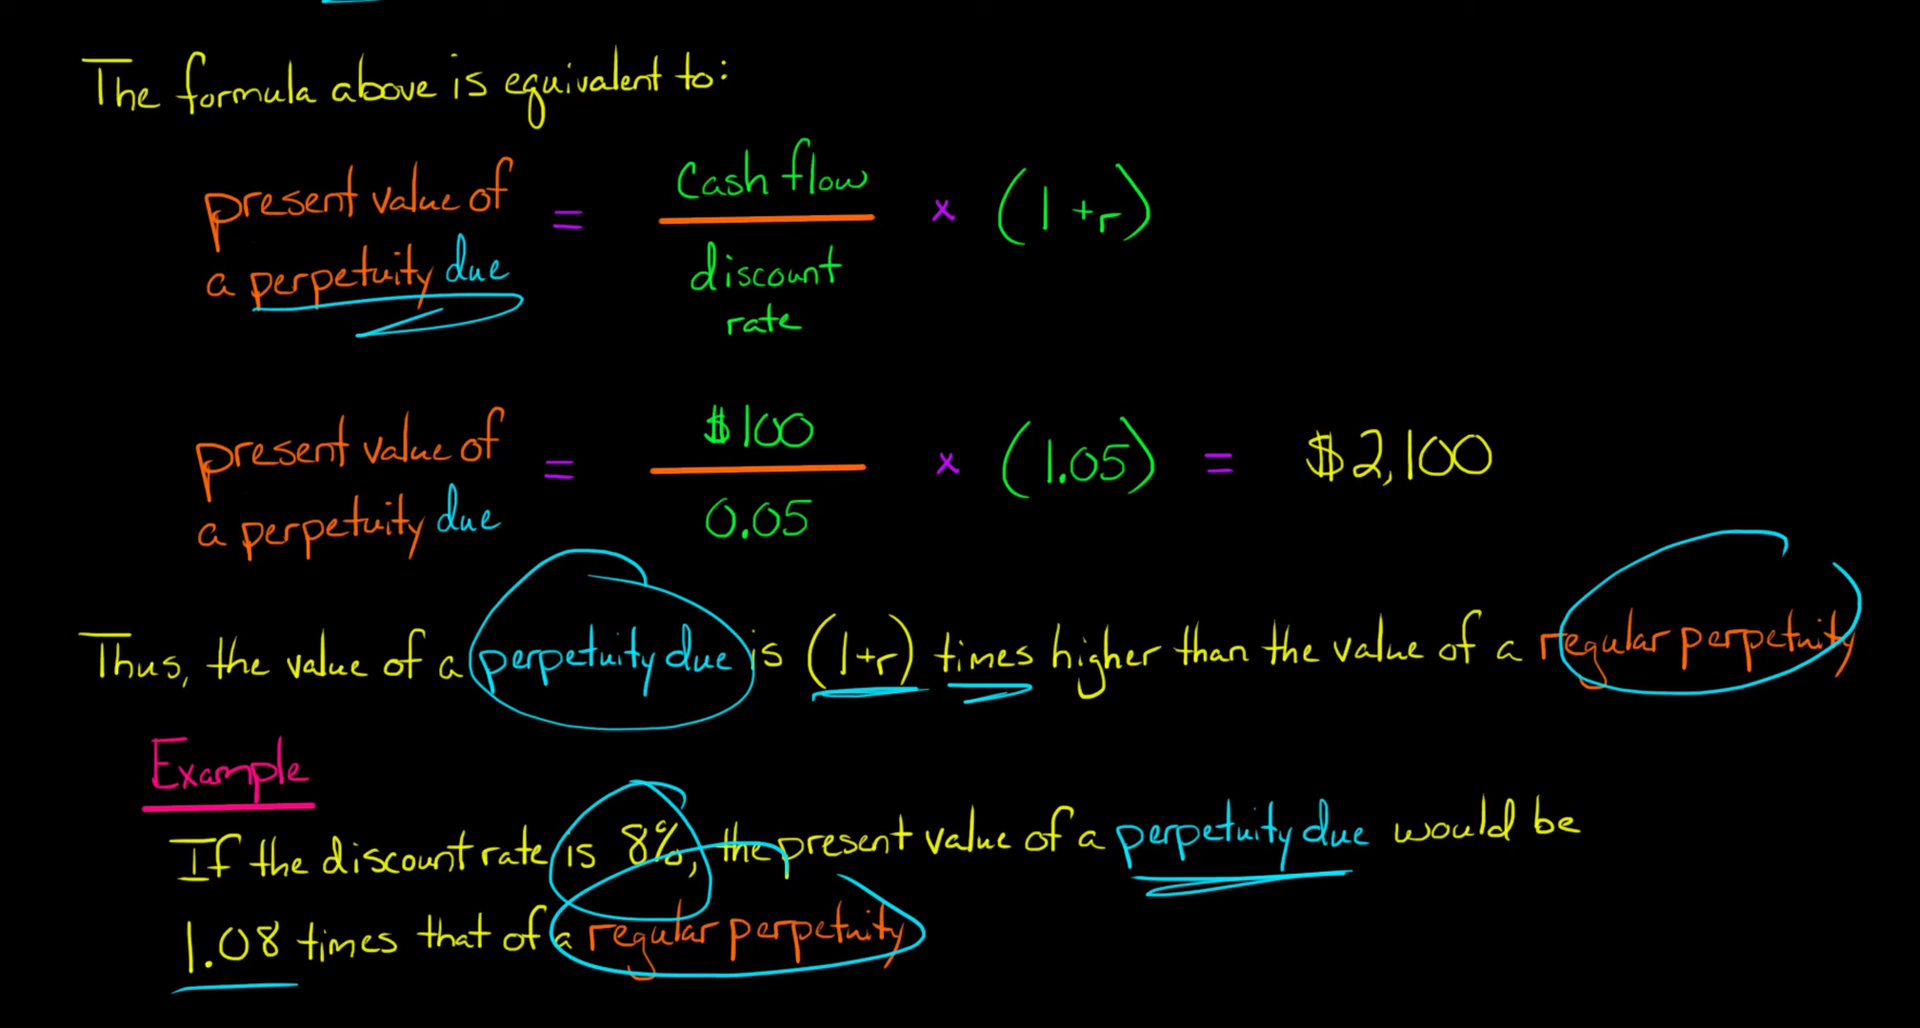 The formula above is equivalent to:
present value of a perpetuity due = Cash flow / discount rate × (1+r)
present value of a perpetuity due = $100 / 0.05 × (1.05) = $2,100
Thus, the value of a perpetuity due is (1+r) times higher than the value of a regular perpetuity
Example
If the discount rate is 8%, the present value of a perpetuity due would be
1.08 times that of a regular perpetuity